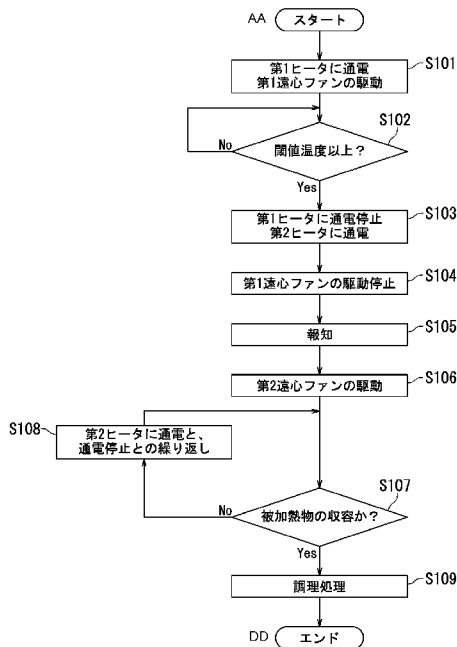 AA スタート
第1ヒータに通電
第1遠心ファンの駆動
S101
S102
閾値温度以上?
No
Yes
第1ヒータに通電停止
第2ヒータに通電
S103
第1遠心ファンの駆動停止
S104
報知
S105
第2遠心ファンの駆動
S106
S108
第2ヒータに通電と、
通電停止との繰り返し
S107
被加熱物の収容か?
No
Yes
調理処理
S109
DD エンド